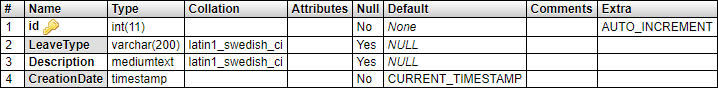 # Name Type Collation Attributes Null Default Comments Extra
1 id int(11) No None AUTO_INCREMENT
2 LeaveType varchar(200) latin1_swedish_ci Yes NULL
3 Description mediumtext latin1_swedish_ci Yes NULL
4 CreationDate timestamp No CURRENT_TIMESTAMP